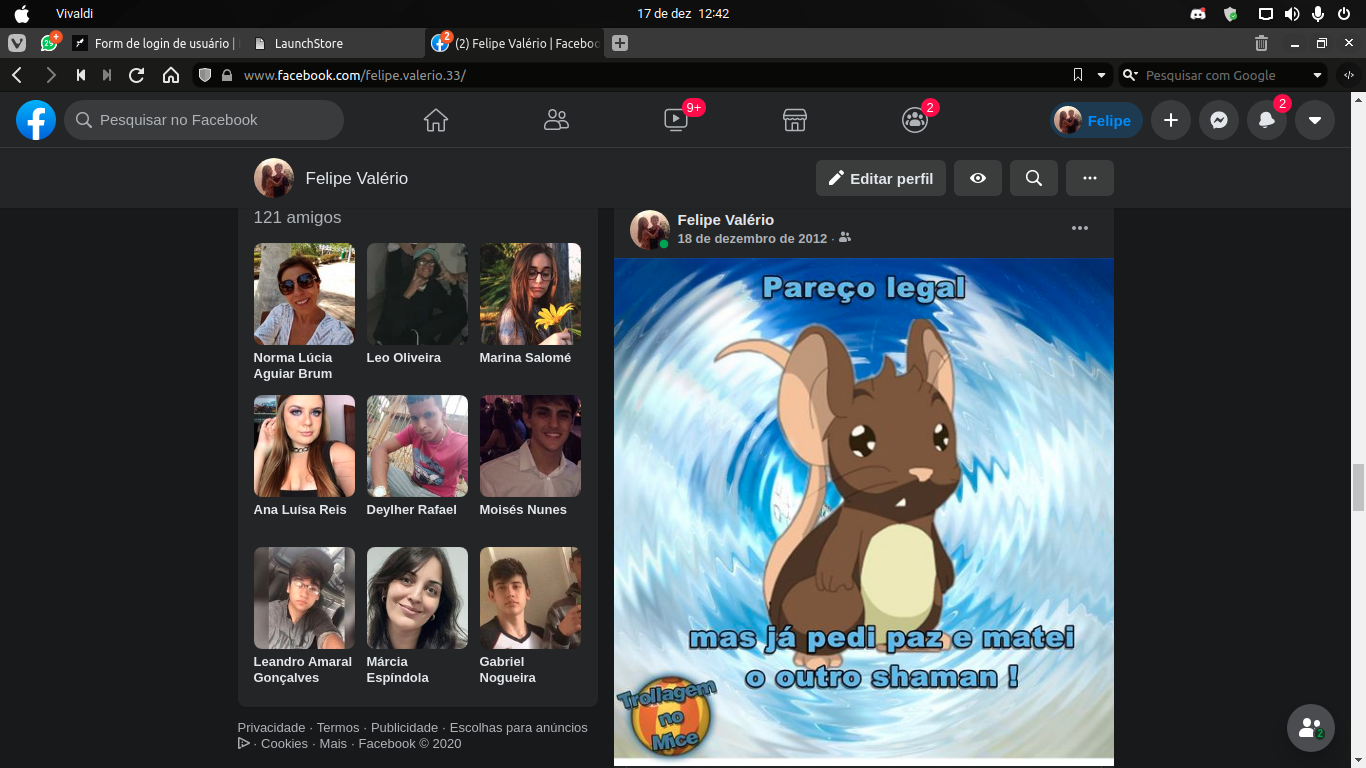 Vivaldi
17 de dez 12:42
Form de login de usuário |
LaunchStore
2
(2) Felipe Valério | Facebo
www.facebook.com/felipe.valerio.33/
Pesquisar com Google
Pesquisar no Facebook
9+
2
Felipe
2
Felipe Valério
Editar perfil
121 amigos
Norma Lúcia
Aguiar Brum
Leo Oliveira
Marina Salomé
Ana Luísa Reis
Deylher Rafael
Moisés Nunes
Leandro Amaral
Gonçalves
Márcia
Espíndola
Gabriel
Nogueira
Privacidade · Termos · Publicidade · Escolhas para anúncios
· Cookies · Mais · Facebook © 2020
Felipe Valério
18 de dezembro de 2012 ·
Pareço legal
mas já pedi paz e matei
o outro shaman !
Trollagem
no
Mice
2